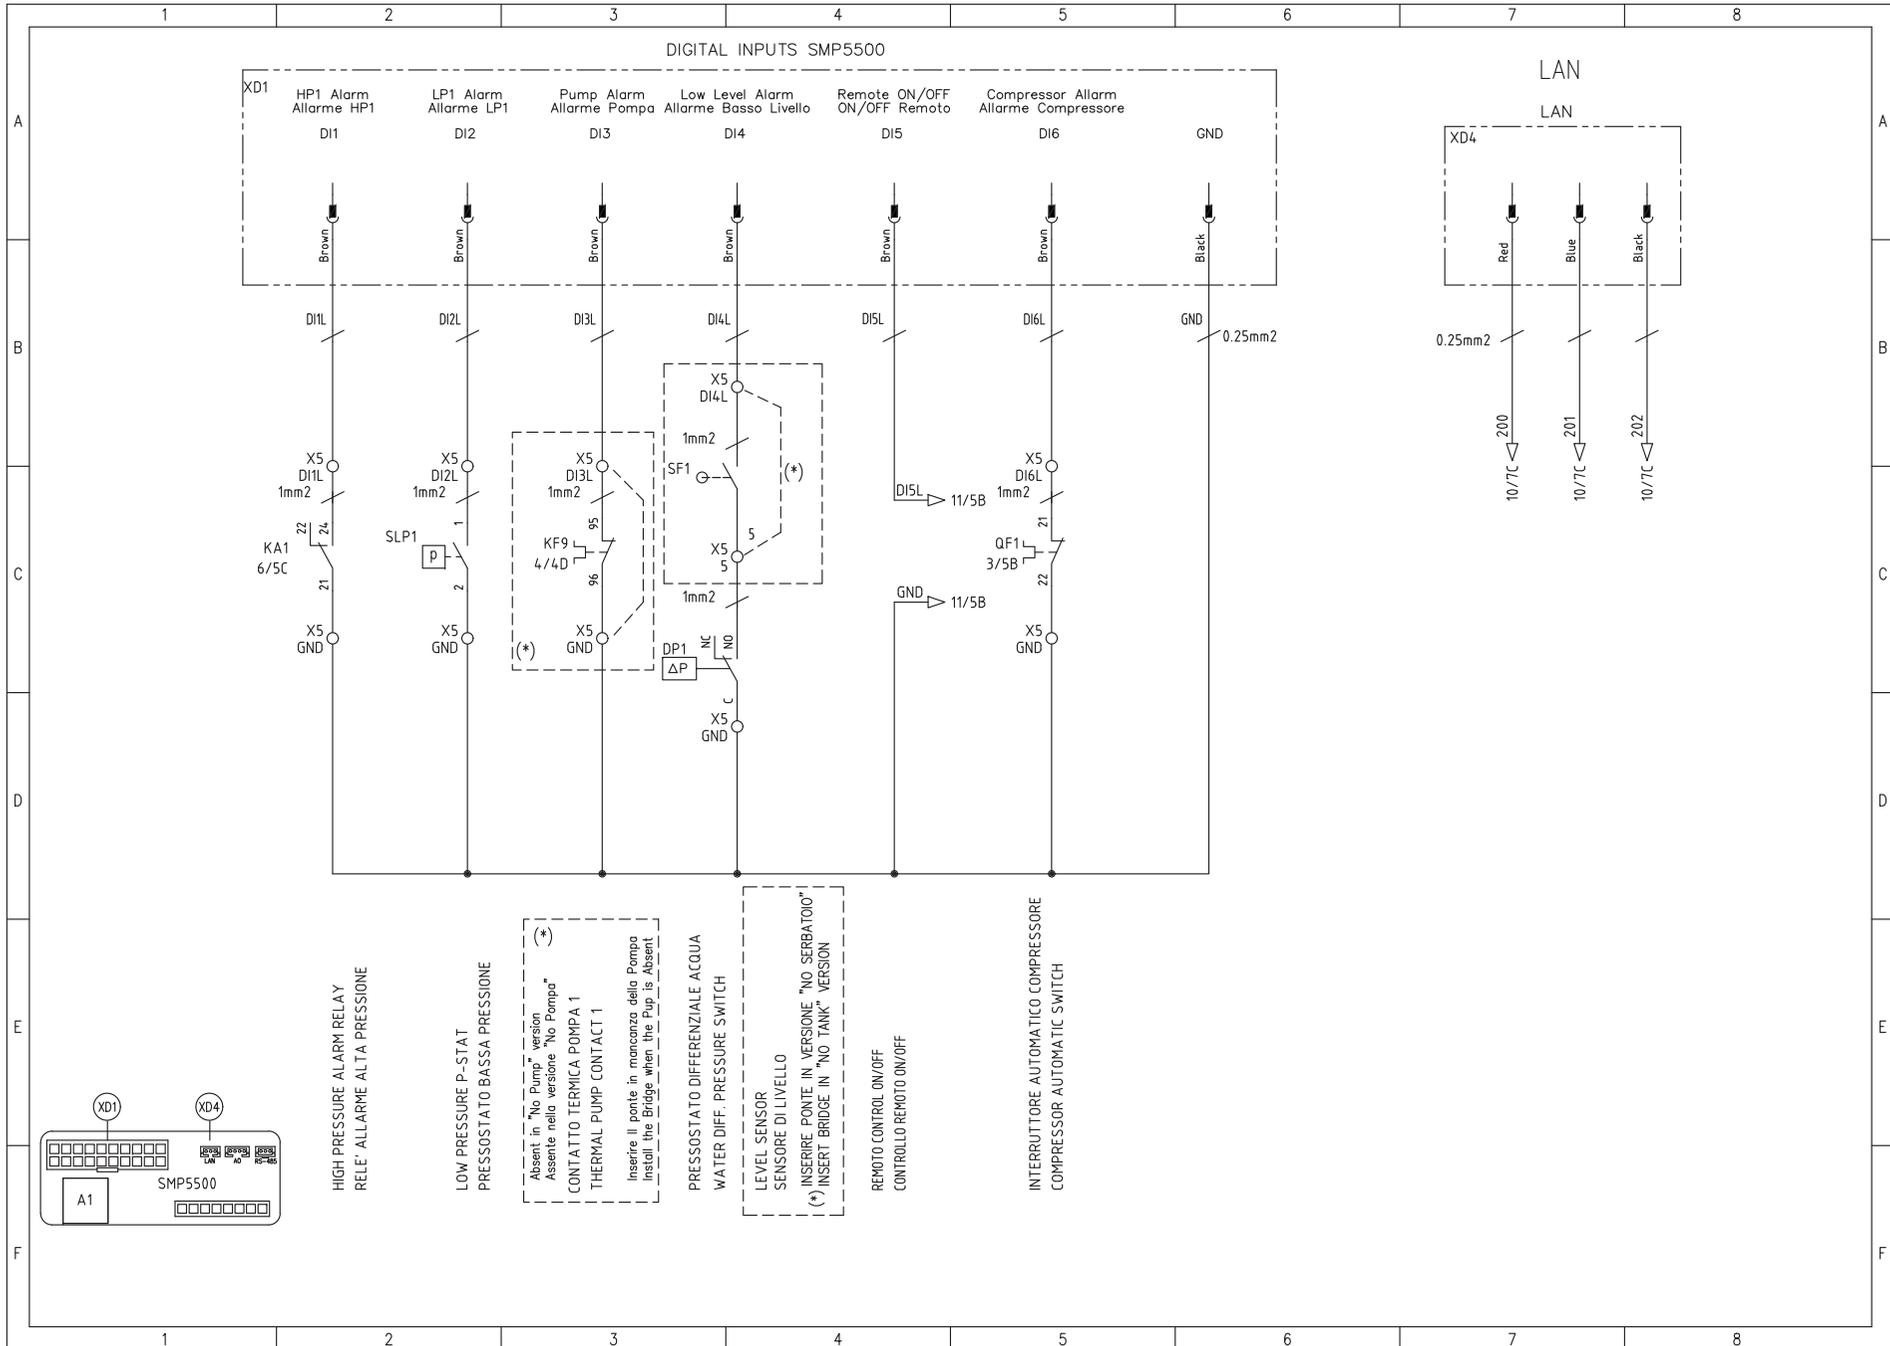 1 2 3 4 5 6 7 8
DIGITAL INPUTS SMP5500
LAN
LAN
XD1
HP1 Alarm
Allarme HP1
DI1
LP1 Alarm
Allarme LP1
DI2
Pump Alarm
Allarme Pompa
DI3
Low Level Alarm
Allarme Basso Livello
DI4
Remote ON/OFF
ON/OFF Remoto
DI5
Compressor Allarm
Allarme Compressore
DI6
GND
XD4
A A
Brown Brown Brown Brown Brown Brown Black Red Blue Black
DI1L DI2L DI3L DI4L DI5L DI6L GND
0.25mm2 0.25mm2
B B
X5
DI4L
1mm2
SF1
(*)
5
X5
5
1mm2
DP1
ΔP
NC NO
C
X5
GND
X5
DI1L
1mm2
22 24
KA1
6/5C
21
X5
GND
X5
DI2L
1mm2
1
SLP1
P
2
X5
GND
X5
DI3L
1mm2
95
KF9
4/4D
96
X5
GND
(*)
DI5L 11/5B
GND 11/5B
X5
DI6L
1mm2
21
QF1
3/5B
22
X5
GND
200 201 202
10/7C 10/7C 10/7C
C C
D D
HIGH PRESSURE ALARM RELAY
RELE' ALLARME ALTA PRESSIONE
LOW PRESSURE P-STAT
PRESSOSTATO BASSA PRESSIONE
(*)
Absent in "No Pump" version
Assente nella versione "No Pompa"
CONTATTO TERMICA POMPA 1
THERMAL PUMP CONTACT 1
Inserire il ponte in mancanza della Pompa
Install the Bridge when the Pup is Absent
PRESSOSTATO DIFFERENZIALE ACQUA
WATER DIFF. PRESSURE SWITCH
LEVEL SENSOR
SENSORE DI LIVELLO
INSERIRE PONTE IN VERSIONE "NO SERBATOIO"
(*) INSERT BRIDGE IN "NO TANK" VERSION
REMOTO CONTROL ON/OFF
CONTROLLO REMOTO ON/OFF
INTERRUTTORE AUTOMATICO COMPRESSORE
COMPRESSOR AUTOMATIC SWITCH
E E
XD1 XD4
LAN AO RS-485
SMP5500
A1
F F
1 2 3 4 5 6 7 8